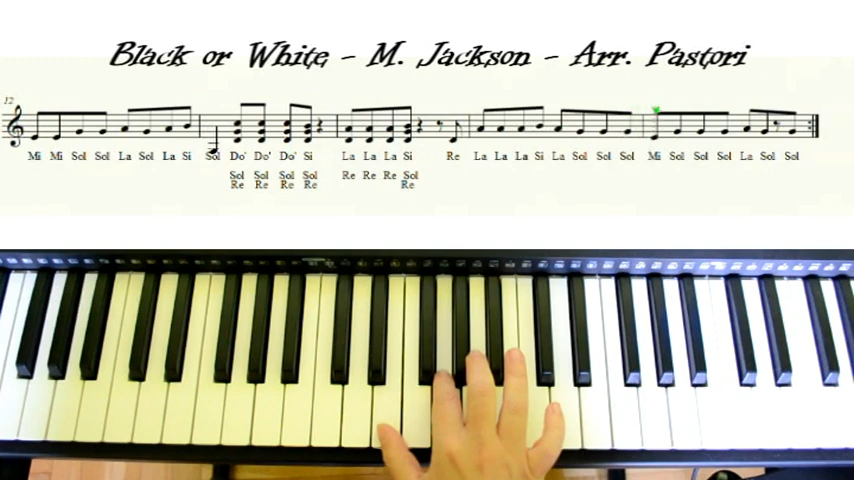 Black or White - M. Jackson - Arr. Pastori
12
Mi Mi Sol Sol La Sol La Si Sol Do' Do' Do' Si La La La Si Re La La La Si La Sol Sol Sol Mi Sol Sol Sol La Sol Sol
Sol Sol Sol Sol Re Re Re Sol
Re Re Re Re Re